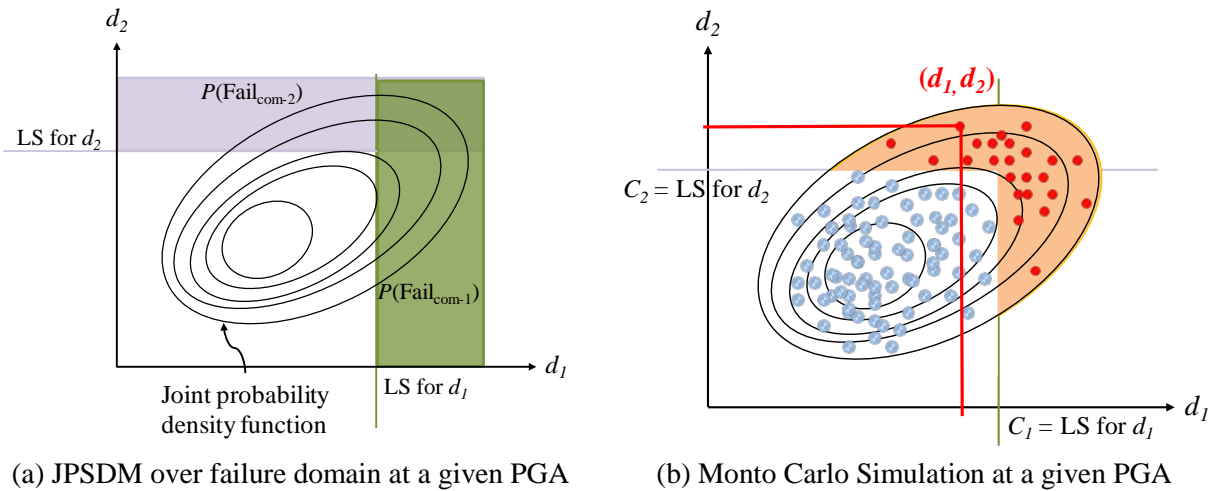 d2
P(Failcom-2)
LS for d2
P(Failcom-1)
d1
LS for d1
Joint probability
density function
(a) JPSDM over failure domain at a given PGA
d2
(d1, d2)
C2 = LS for d2
d1
C1 = LS for d1
(b) Monto Carlo Simulation at a given PGA